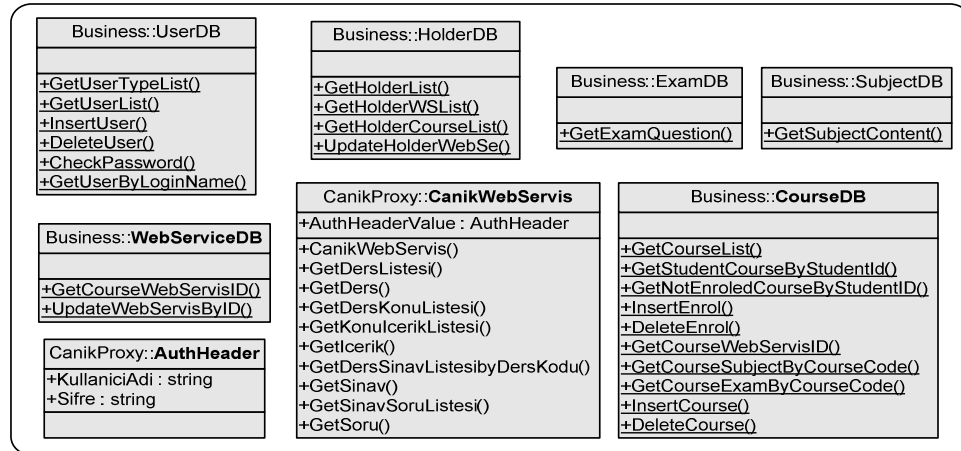 Business::UserDB
+GetUserTypeList()
+GetUserList()
+InsertUser()
+DeleteUser()
+CheckPassword()
+GetUserByLoginName()
Business::HolderDB
+GetHolderList()
+GetHolderWSList()
+GetHolderCourseList()
+UpdateHolderWebSe()
Business::ExamDB
+GetExamQuestion()
Business::SubjectDB
+GetSubjectContent()
Business::WebServiceDB
+GetCourseWebServisID()
+UpdateWebServisByID()
CanikProxy::AuthHeader
+KullaniciAdi : string
+Sifre : string
CanikProxy::CanikWebServis
+AuthHeaderValue : AuthHeader
+CanikWebServis()
+GetDersListesi()
+GetDers()
+GetDersKonuListesi()
+GetKonuIcerikListesi()
+GetIcerik()
+GetDersSinavListesibyDersKodu()
+GetSinav()
+GetSinavSoruListesi()
+GetSoru()
Business::CourseDB
+GetCourseList()
+GetStudentCourseByStudentId()
+GetNotEnroledCourseByStudentID()
+InsertEnrol()
+DeleteEnrol()
+GetCourseWebServisID()
+GetCourseSubjectByCourseCode()
+GetCourseExamByCourseCode()
+InsertCourse()
+DeleteCourse()